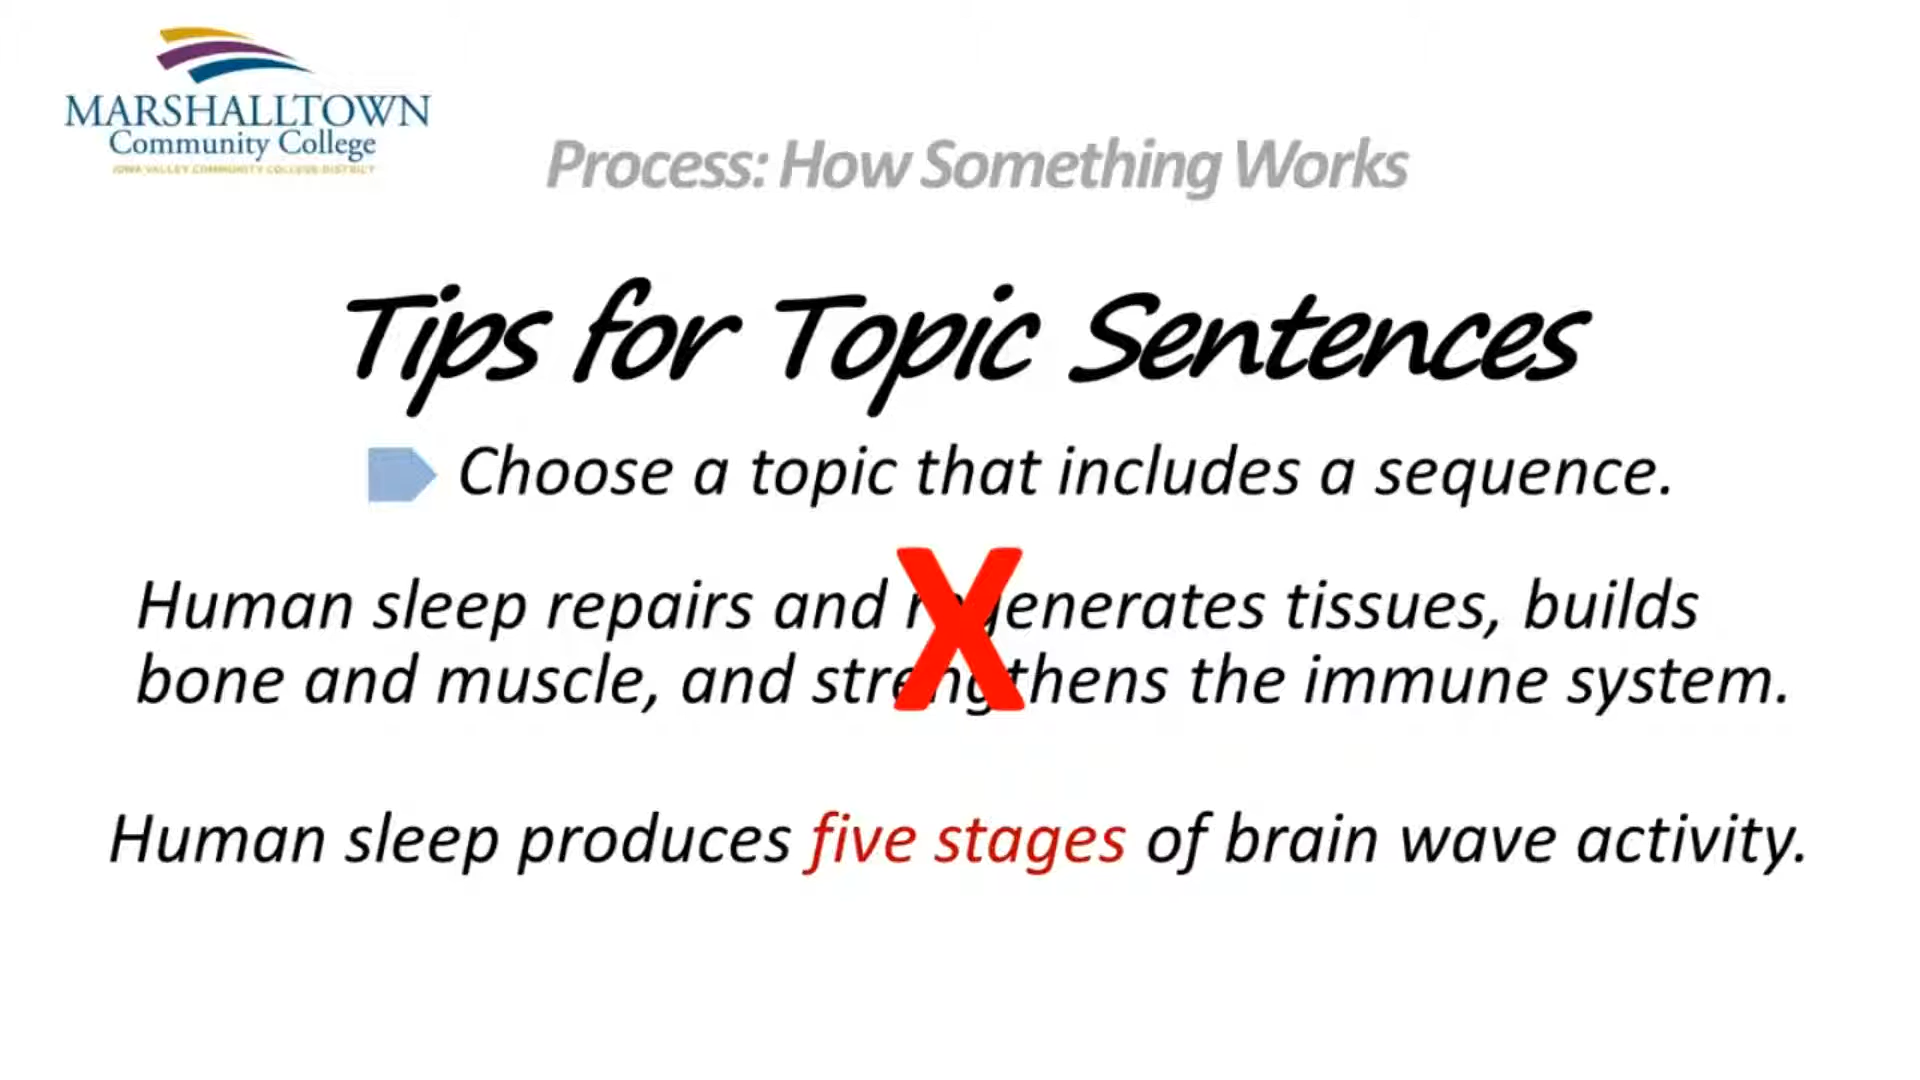 MARSHALLTOWN
Community College
IOWA VALLEY COMMUNITY COLLEGE DISTRICT
Process: How Something Works
Tips for Topic Sentences
Choose a topic that includes a sequence.
Human sleep repairs and regenerates tissues, builds
X
bone and muscle, and strengthens the immune system.
Human sleep produces five stages of brain wave activity.